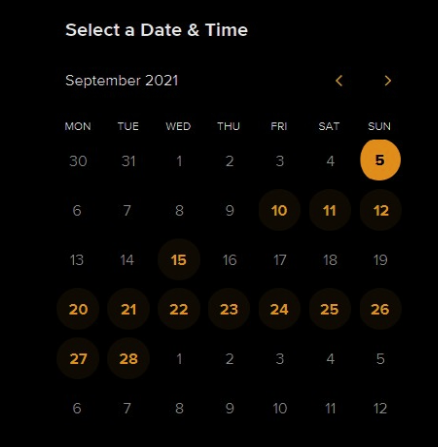 Select a Date & Time
September 2021
MON TUE WED THU FRI SAT SUN
30 31 1 2 3 4 5
6 7 8 9 10 11 12
13 14 15 16 17 18 19
20 21 22 23 24 25 26
27 28 1 2 3 4 5
6 7 8 9 10 11 12